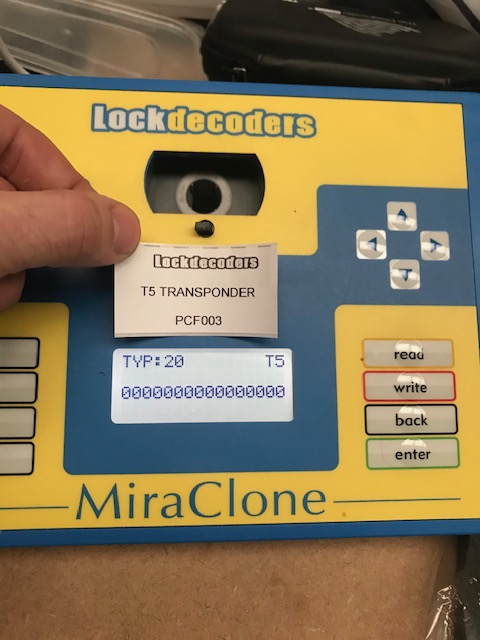 Lockdecoders
Lockdecoders
T5 TRANSPONDER
PCF003
TYP:20 T5
0000000000000000
read
write
back
enter
MiraClone